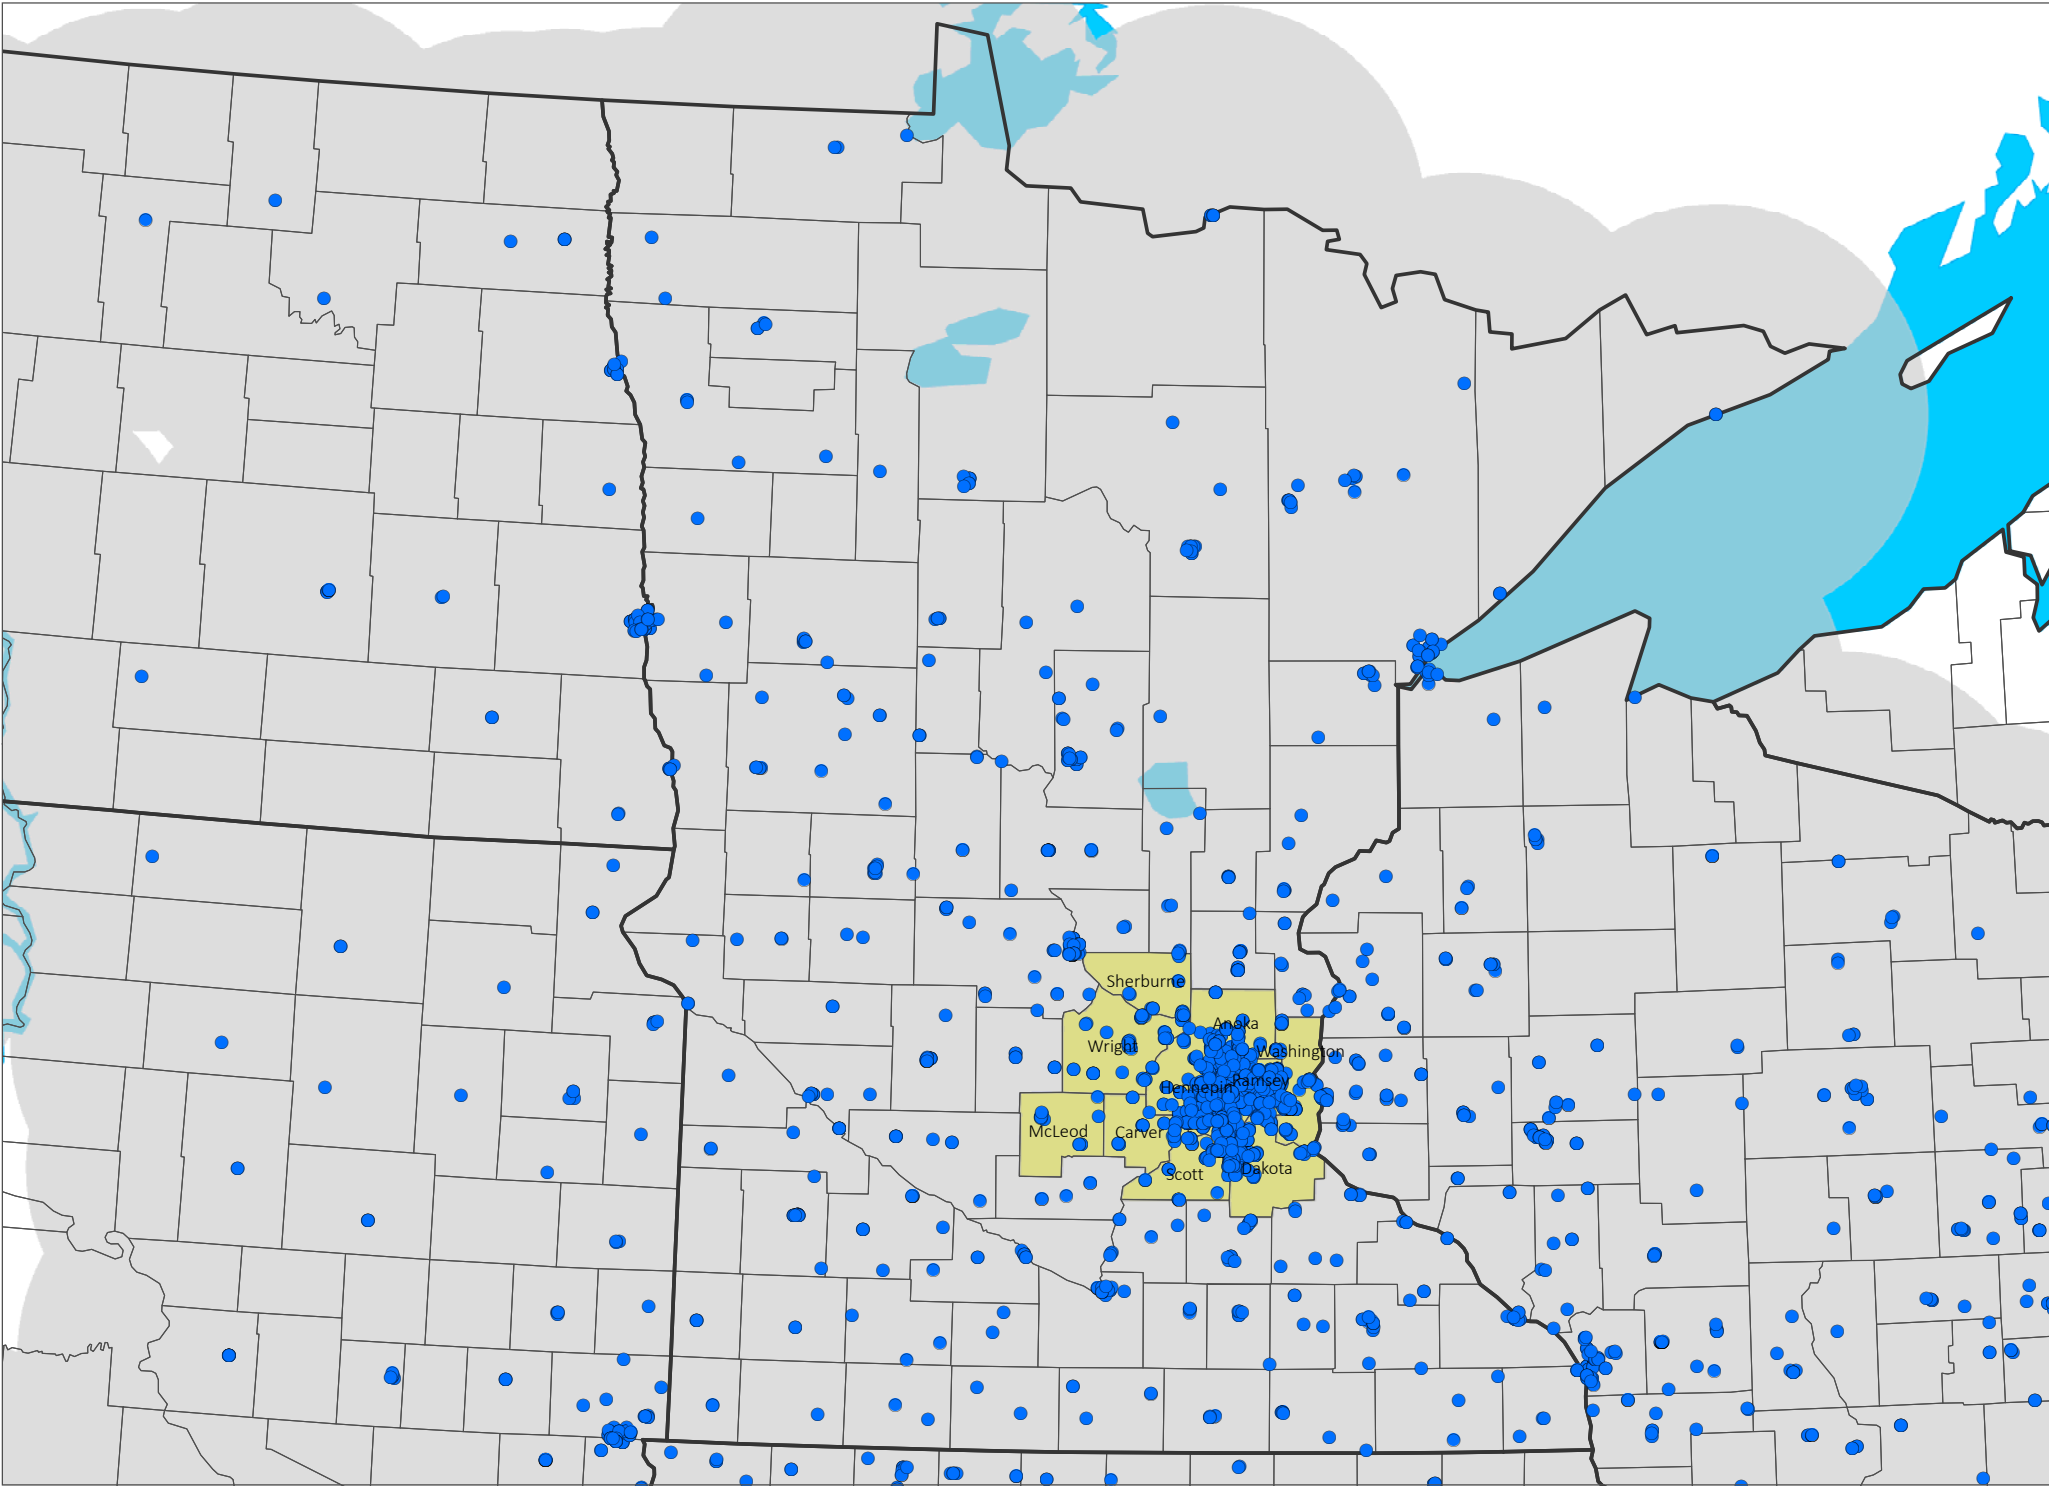 Sherburne
Anoka
Wright
Washington
Ramsey
Hennepin
McLeod
Carver
Dakota
Scott